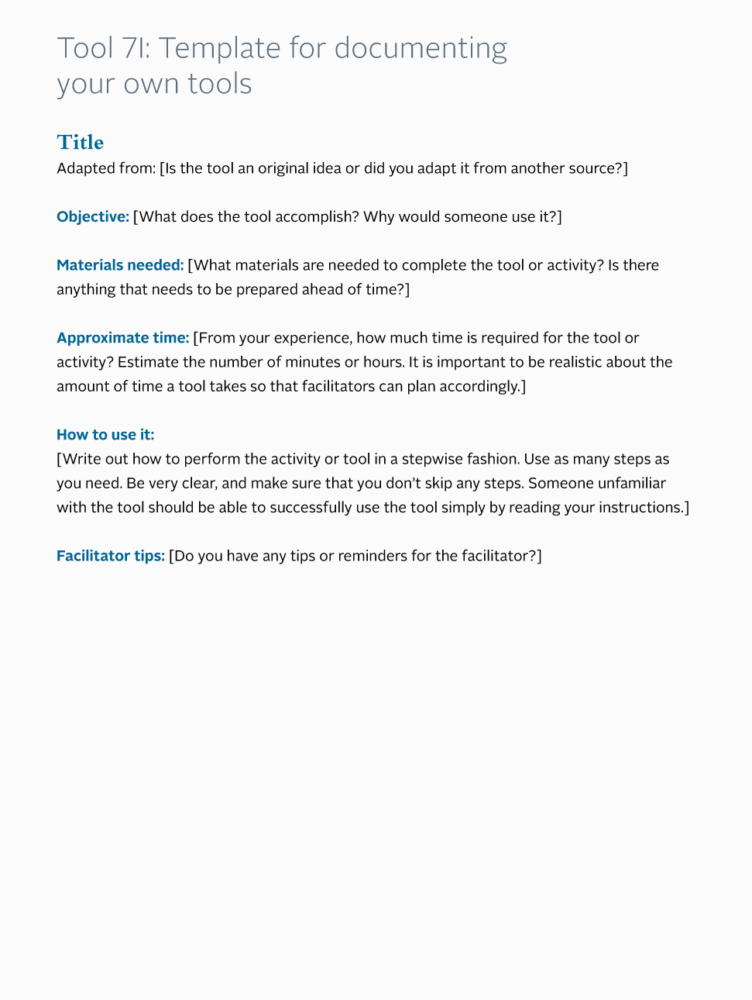 Tool 7I: Template for documenting
your own tools
Title
Adapted from: [Is the tool an original idea or did you adapt it from another source?]
Objective: [What does the tool accomplish? Why would someone use it?]
Materials needed: [What materials are needed to complete the tool or activity? Is there
anything that needs to be prepared ahead of time?]
Approximate time: [From your experience, how much time is required for the tool or
activity? Estimate the number of minutes or hours. It is important to be realistic about the
amount of time a tool takes so that facilitators can plan accordingly.]
How to use it:
[Write out how to perform the activity or tool in a stepwise fashion. Use as many steps as
you need. Be very clear, and make sure that you don’t skip any steps. Someone unfamiliar
with the tool should be able to successfully use the tool simply by reading your instructions.]
Facilitator tips: [Do you have any tips or reminders for the facilitator?]